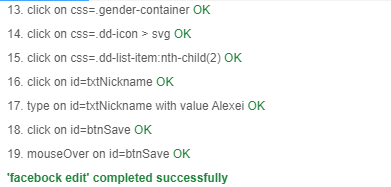 13. click on css=.gender-container OK
14. click on css=.dd-icon > svg OK
15. click on css=.dd-list-item:nth-child(2) OK
16. click on id=txtNickname OK
17. type on id=txtNickname with value Alexei OK
18. click on id=btnSave OK
19. mouseOver on id=btnSave OK
'facebock edit' completed successfully